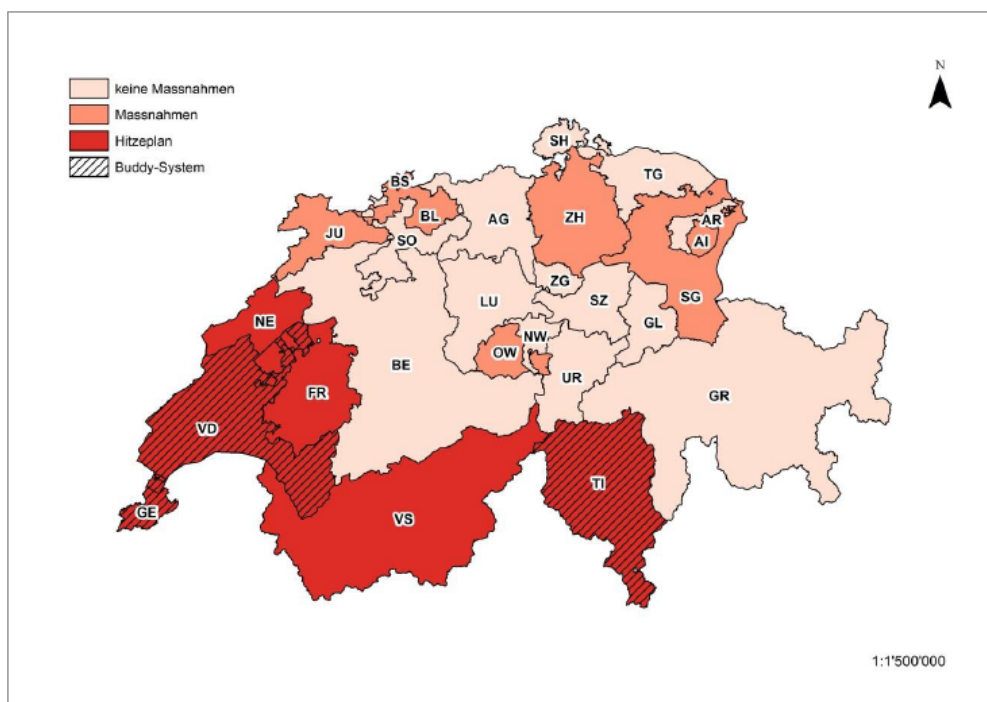 N
keine Massnahmen
Massnahmen
Hitzeplan
Buddy-System
SH
TG
BS
BL
AG
ZH
AR
AI
JU
SO
ZG
SZ
LU
SG
NE
NW
GL
OW
BE
UR
FR
GR
VD
TI
GE
VS
1:1'500'000